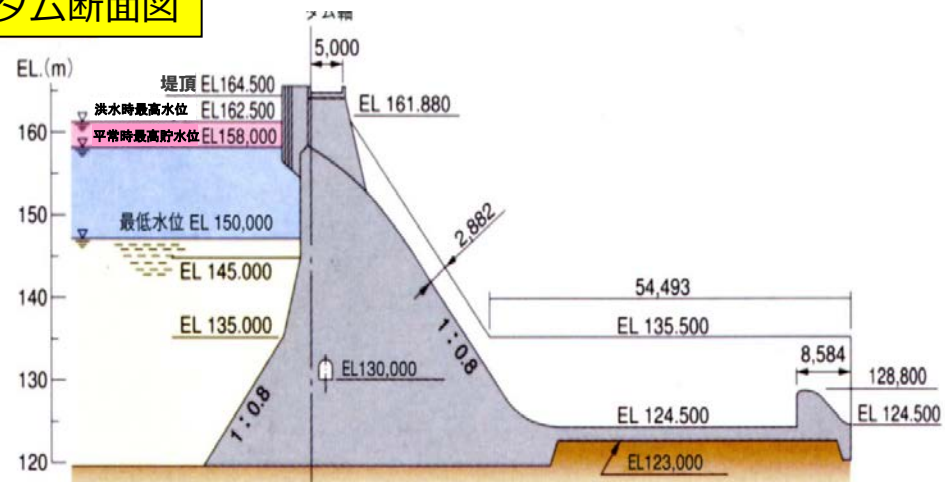 ダム断面図
ダム軸
5,000
EL.(m)
堤頂 EL164.500
洪水時最高水位 EL162.500
EL 161.880
160
平常時最高貯水位 EL158,000
150
最低水位 EL 150,000
2,882
EL 145.000
140
54,493
EL 135.000
EL 135.500
1:0.8
8,584
130
EL130,000
128,800
1:0.8
EL 124.500
EL 124.500
120
EL123,000